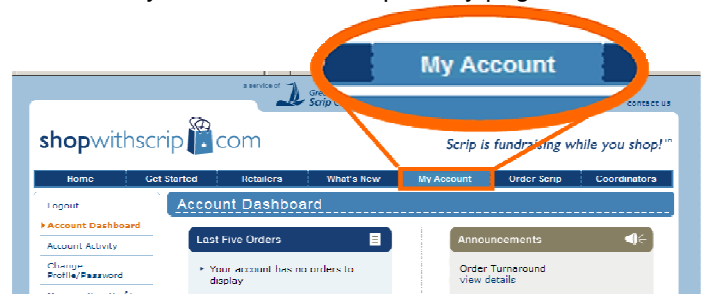 My Account
a service of
Scrip
contact us
shopwithscrip com
Scrip is fundraising while you shop!™
Home Get Started Retailers What's New My Account Order Scrip Coordinators
Logout
Account Dashboard
Account Dashboard
Account Activity
Change
Profile/Password
Last Five Orders
Your account has no orders to
display
Announcements
Order Turnaround
view details